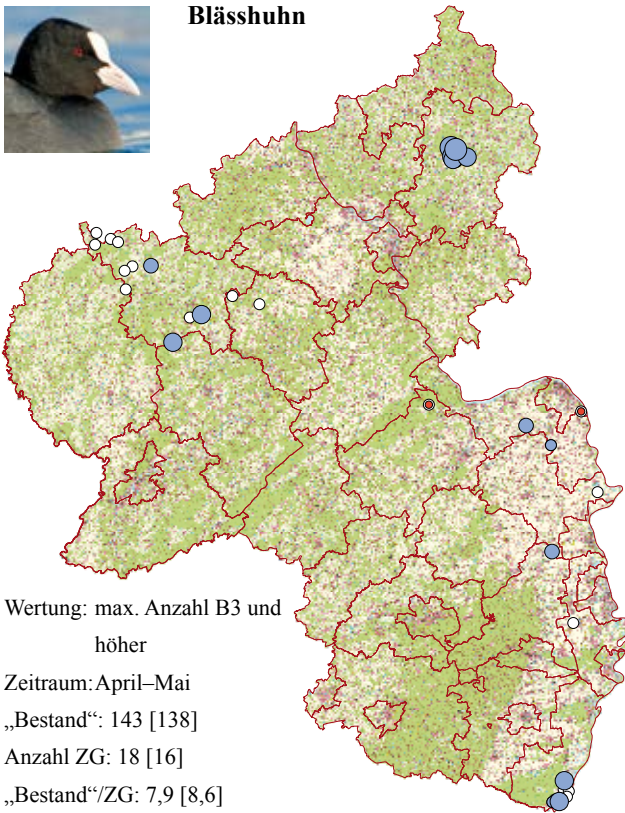 Blässhuhn
Wertung: max. Anzahl B3 und
höher
Zeitraum:April–Mai
„Bestand“: 143 [138]
Anzahl ZG: 18 [16]
„Bestand“/ZG: 7,9 [8,6]